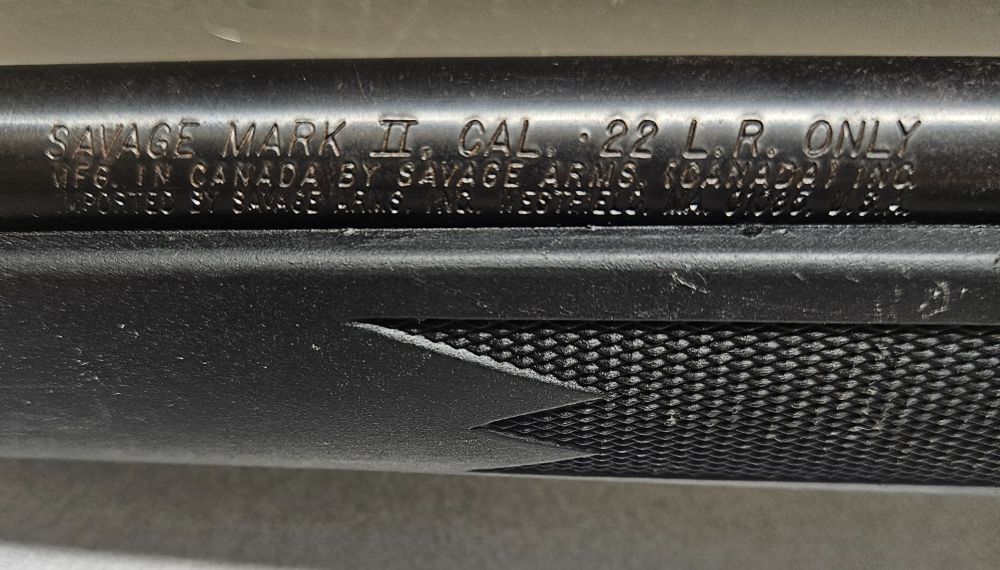 SAVAGE MARK II. CAL. .22 L.R. ONLY
MFG. IN CANADA BY SAVAGE ARMS, (CANADA) INC.
IMPORTED BY SAVAGE ARMS, INC. WESTFIELD, MA. 01085, U.S.A.